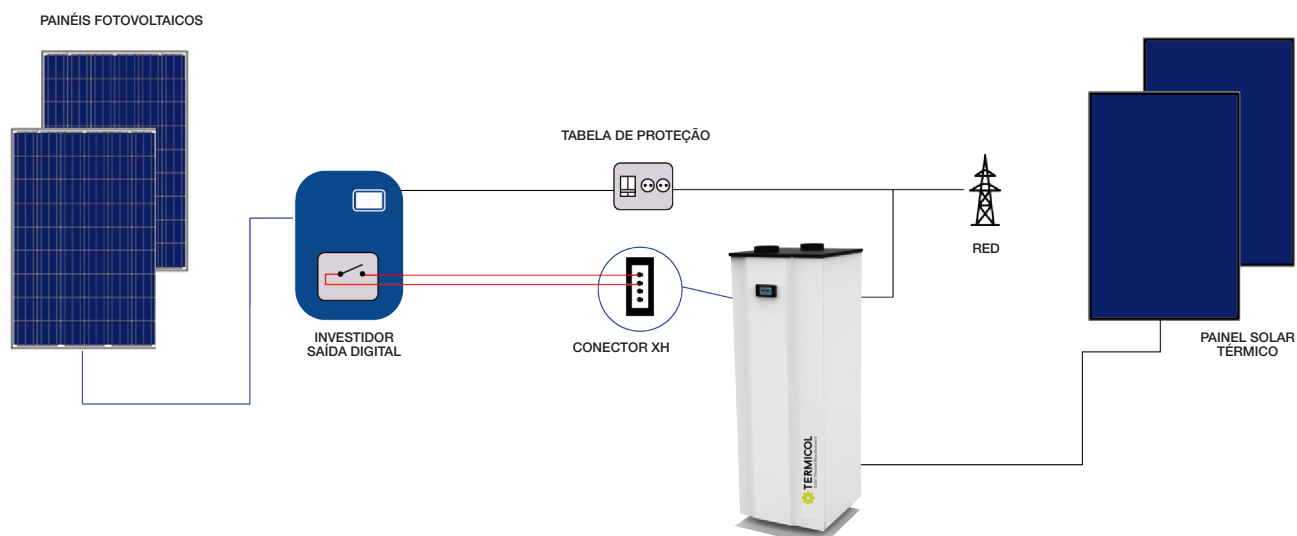 PAINÉIS FOTOVOLTAICOS
TABELA DE PROTEÇÃO
RED
INVESTIDOR
SAÍDA DIGITAL
CONECTOR XH
PAINEL SOLAR
TÉRMICO
TERMICOL